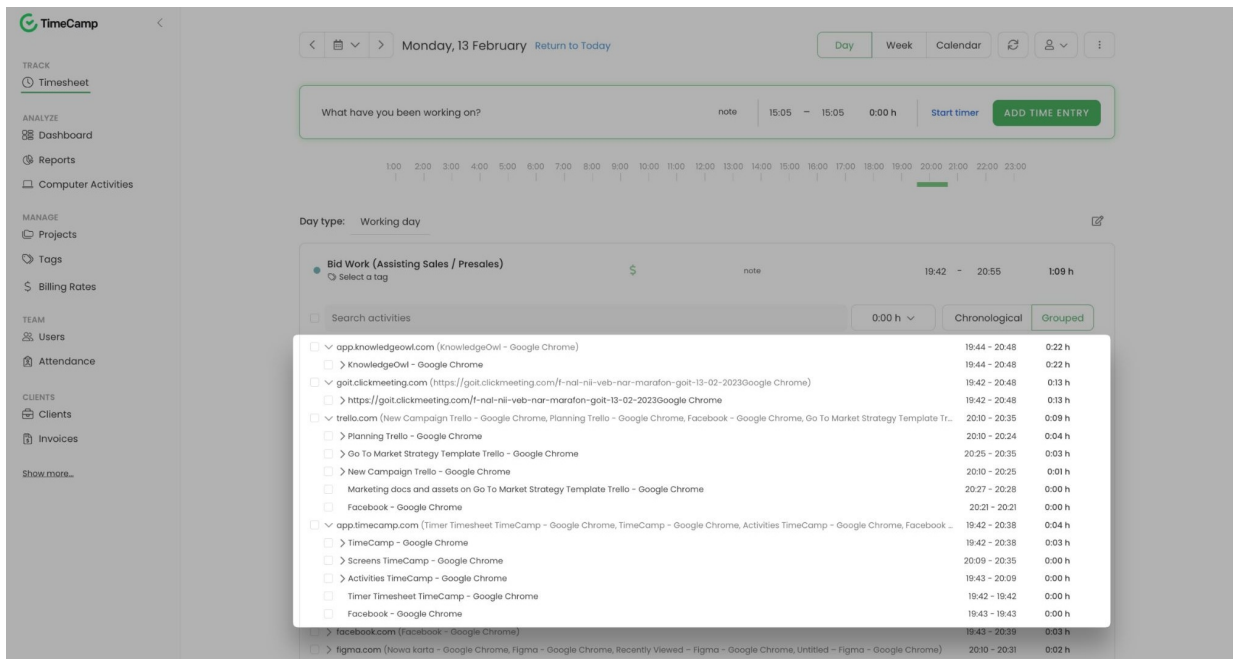 TimeCamp
TRACK
Timesheet
ANALYZE
Dashboard
Reports
Computer Activities
MANAGE
Projects
Tags
$ Billing Rates
TEAM
Users
Attendance
CLIENTS
Clients
Invoices
Show more...
Monday, 13 February Return to Today
Day Week Calendar
What have you been working on? note 15:05 – 15:05 0:00 h Start timer ADD TIME ENTRY
1:00 2:00 3:00 4:00 5:00 6:00 7:00 8:00 9:00 10:00 11:00 12:00 13:00 14:00 15:00 16:00 17:00 18:00 19:00 20:00 21:00 22:00 23:00
Day type: Working day
Bid Work (Assisting Sales / Presales) $ note 19:42 - 20:55 1:09 h
Select a tag
Search activities 0:00 h Chronological Grouped
app.knowledgeowl.com (KnowledgeOwl - Google Chrome) 19:44 - 20:48 0:22 h
KnowledgeOwl - Google Chrome 19:44 - 20:48 0:22 h
goit.clickmeeting.com (https://goit.clickmeeting.com/f-nal-nii-veb-nar-marafon-goit-13-02-2023Google Chrome) 19:42 - 20:48 0:13 h
https://goit.clickmeeting.com/f-nal-nii-veb-nar-marafon-goit-13-02-2023Google Chrome 19:42 - 20:48 0:13 h
trello.com (New Campaign Trello - Google Chrome, Planning Trello - Google Chrome, Facebook - Google Chrome, Go To Market Strategy Template Tr... 20:10 - 20:35 0:09 h
Planning Trello - Google Chrome 20:10 - 20:24 0:04 h
Go To Market Strategy Template Trello - Google Chrome 20:25 - 20:35 0:03 h
New Campaign Trello - Google Chrome 20:10 - 20:25 0:01 h
Marketing docs and assets on Go To Market Strategy Template Trello - Google Chrome 20:27 - 20:28 0:00 h
Facebook - Google Chrome 20:21 - 20:21 0:00 h
app.timecamp.com (Timer Timesheet TimeCamp - Google Chrome, TimeCamp - Google Chrome, Activities TimeCamp - Google Chrome, Facebook ... 19:42 - 20:38 0:04 h
TimeCamp - Google Chrome 19:42 - 20:38 0:03 h
Screens TimeCamp - Google Chrome 20:09 - 20:35 0:00 h
Activities TimeCamp - Google Chrome 19:43 - 20:09 0:00 h
Timer Timesheet TimeCamp - Google Chrome 19:42 - 19:42 0:00 h
Facebook - Google Chrome 19:43 - 19:43 0:00 h
facebook.com (Facebook - Google Chrome) 19:43 - 20:39 0:03 h
figma.com (Nowa karta - Google Chrome, Figma - Google Chrome, Recently Viewed – Figma - Google Chrome, Untitled – Figma - Google Chrome) 20:10 - 20:31 0:02 h